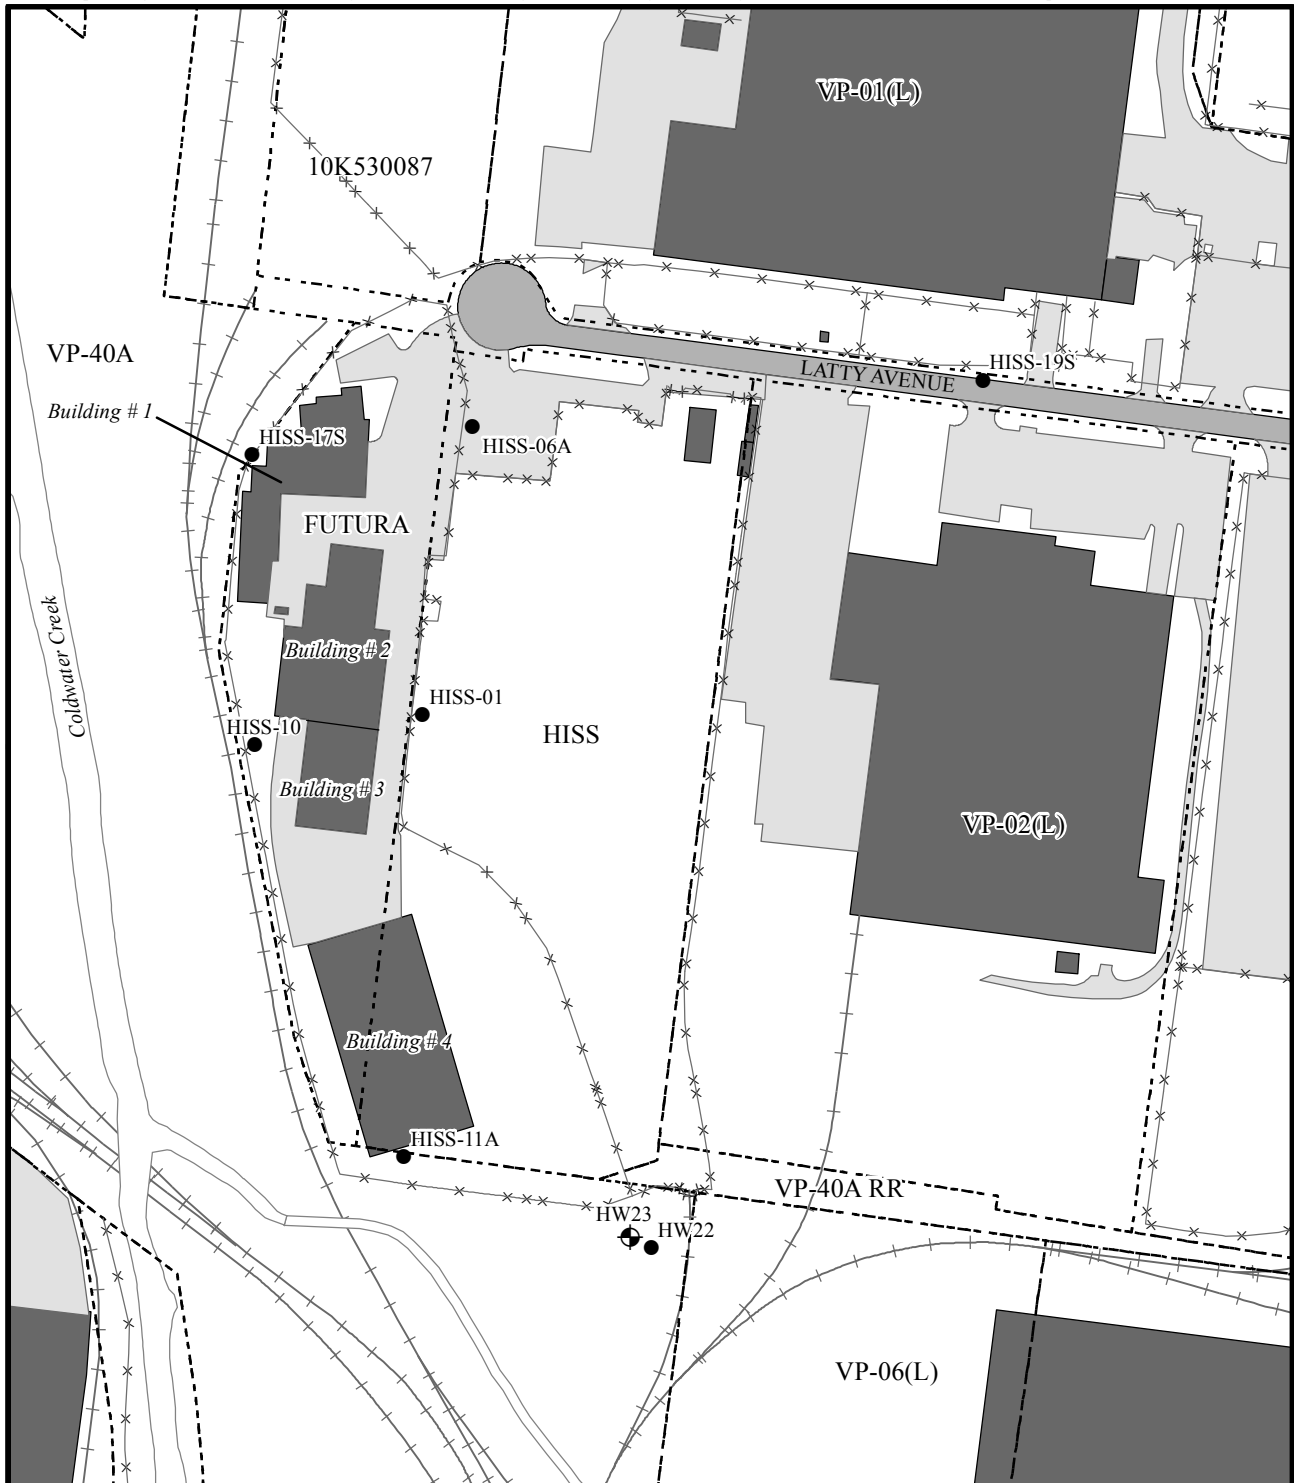 VP-01(L)
10K530087
VP-40A
HISS-19S
LATTY AVENUE
Building # 1
HISS-17S
HISS-06A
FUTURA
Coldwater Creek
Building # 2
HISS-01
HISS-10
HISS
Building # 3
VP-02(L)
Building # 4
HISS-11A
VP-40A RR
HW23
HW22
VP-06(L)